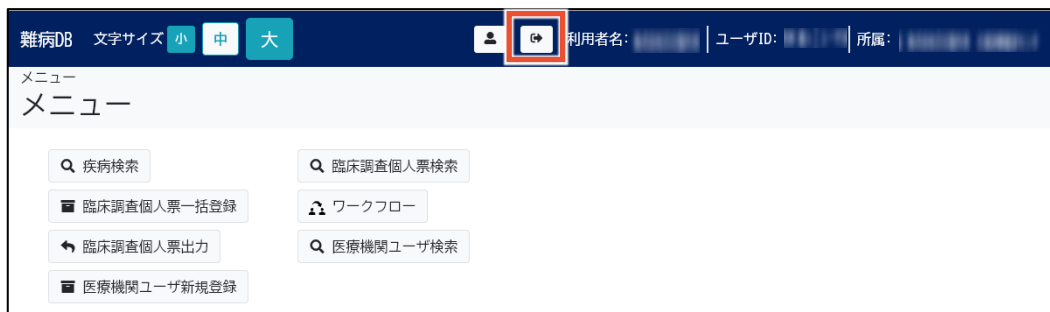 難病DB 文字サイズ 小 中 大 利用者名: ユーザID: 所属:
メニュー
メニュー
疾病検索 臨床調査個人票検索
臨床調査個人票一括登録 ワークフロー
臨床調査個人票出力 医療機関ユーザ検索
医療機関ユーザ新規登録